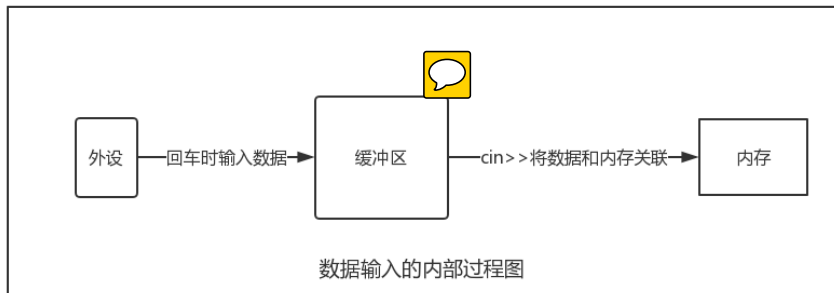 外设
回车时输入数据
缓冲区
cin>>将数据和内存关联
内存
数据输入的内部过程图